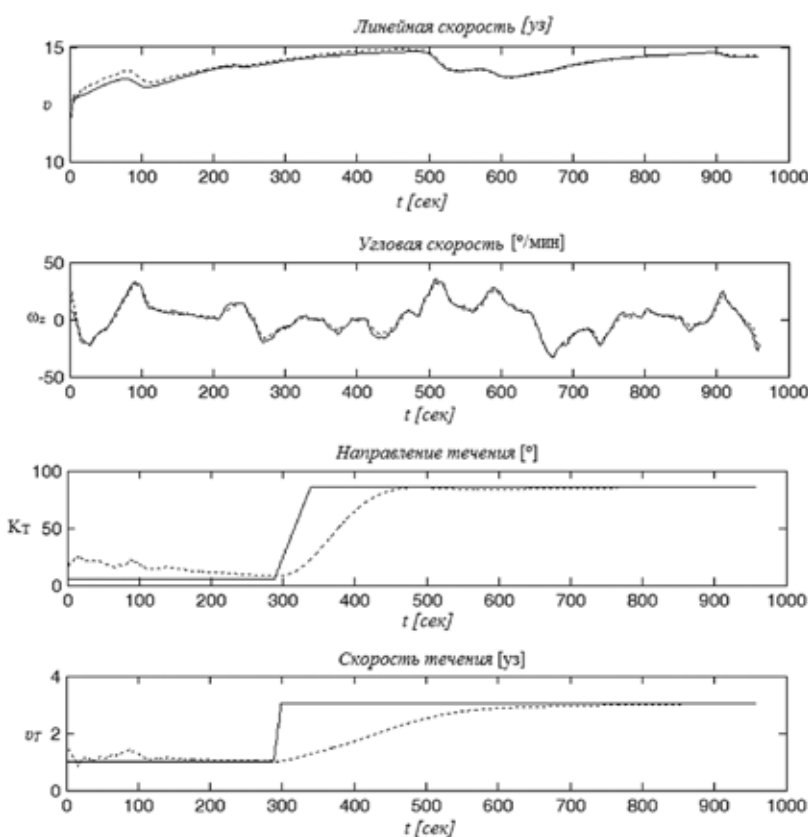 Линейная скорость [уз]
15
υ
10
0 100 200 300 400 500 600 700 800 900 1000
t [сек]
Угловая скорость [°/мин]
50
ωz 0
-50
0 100 200 300 400 500 600 700 800 900 1000
t [сек]
Направление течения [°]
100
Kт 50
0
0 100 200 300 400 500 600 700 800 900 1000
t [сек]
Скорость течения [уз]
4
υT 2
0
0 100 200 300 400 500 600 700 800 900 1000
t [сек]